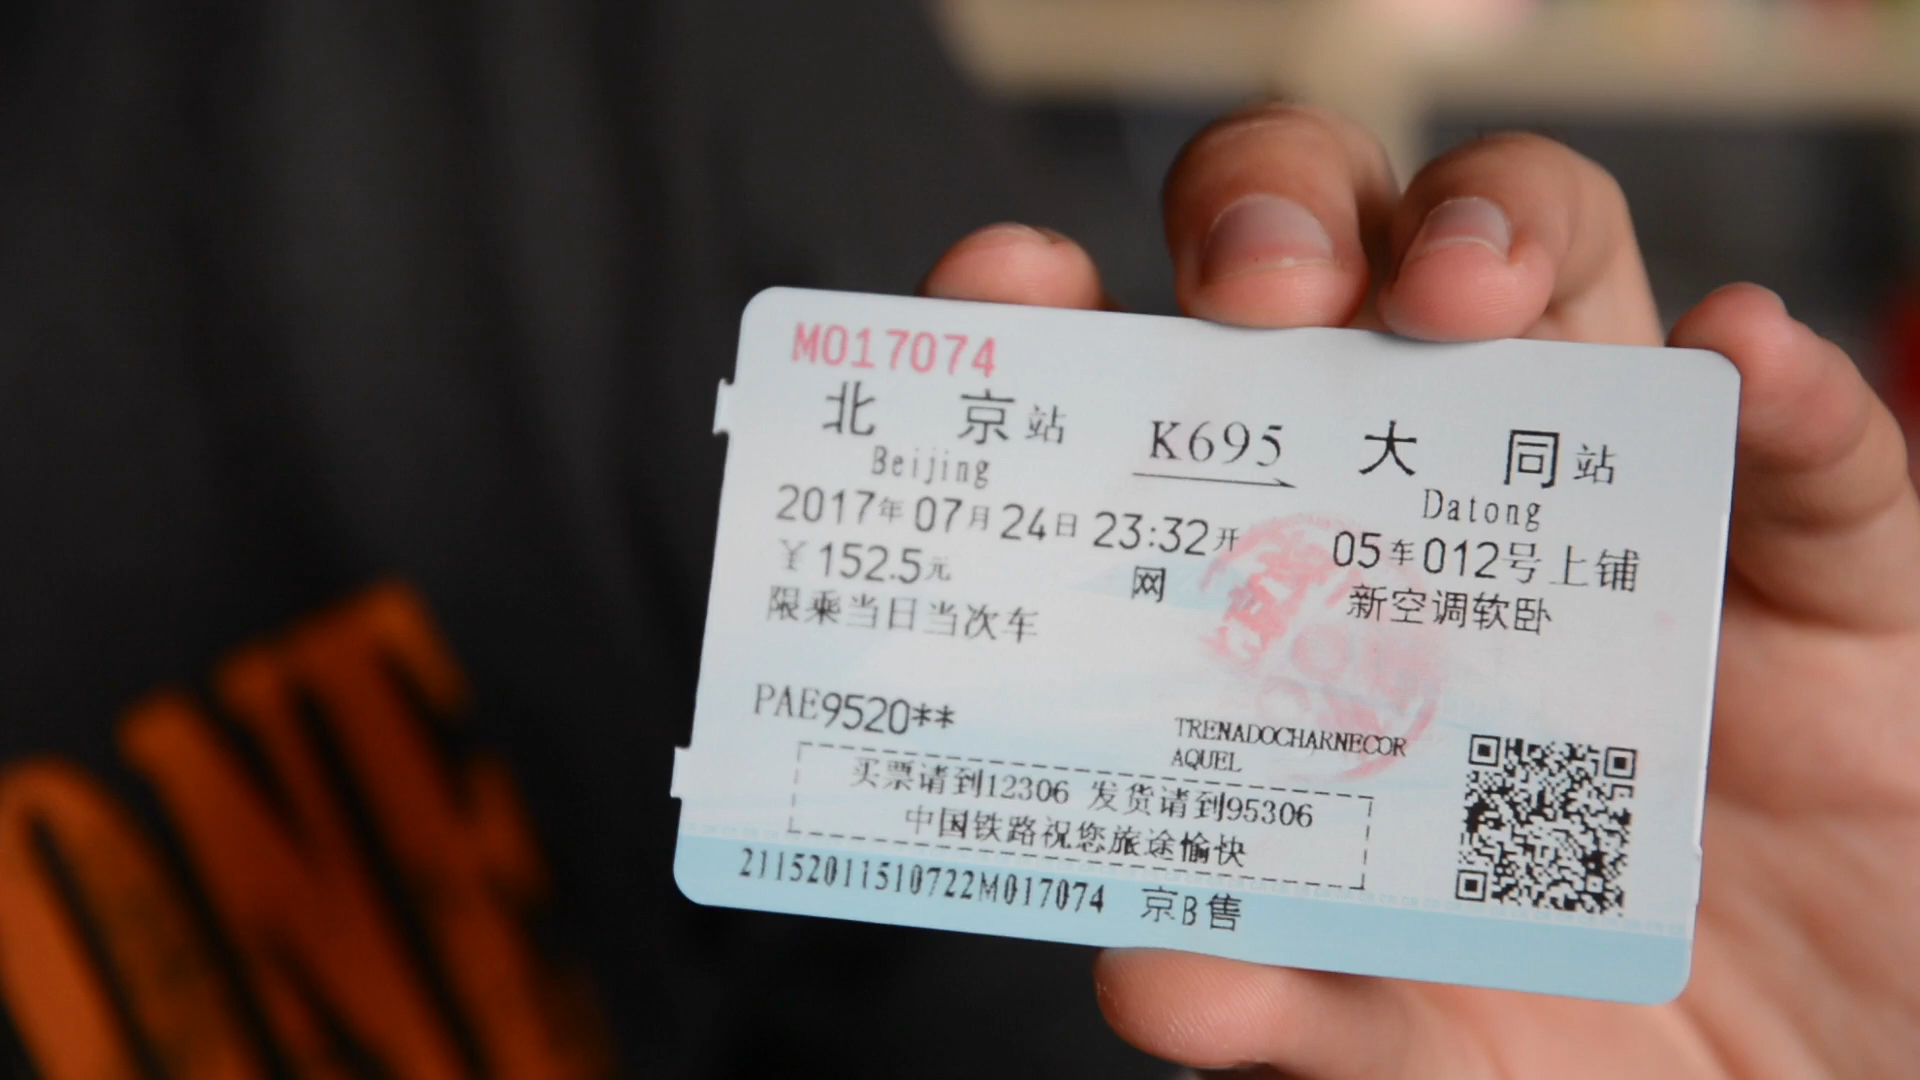 M017074
北京站 K695 大同站
Beijing Datong
2017年07月24日 23:32开 05车012号上铺
¥152.5元 网 新空调软卧
限乘当日当次车
PAE9520**
TRENADOCHARNECOR
AQUEL
买票请到12306 发货请到95306
中国铁路祝您旅途愉快
21152011510722M017074 京B售